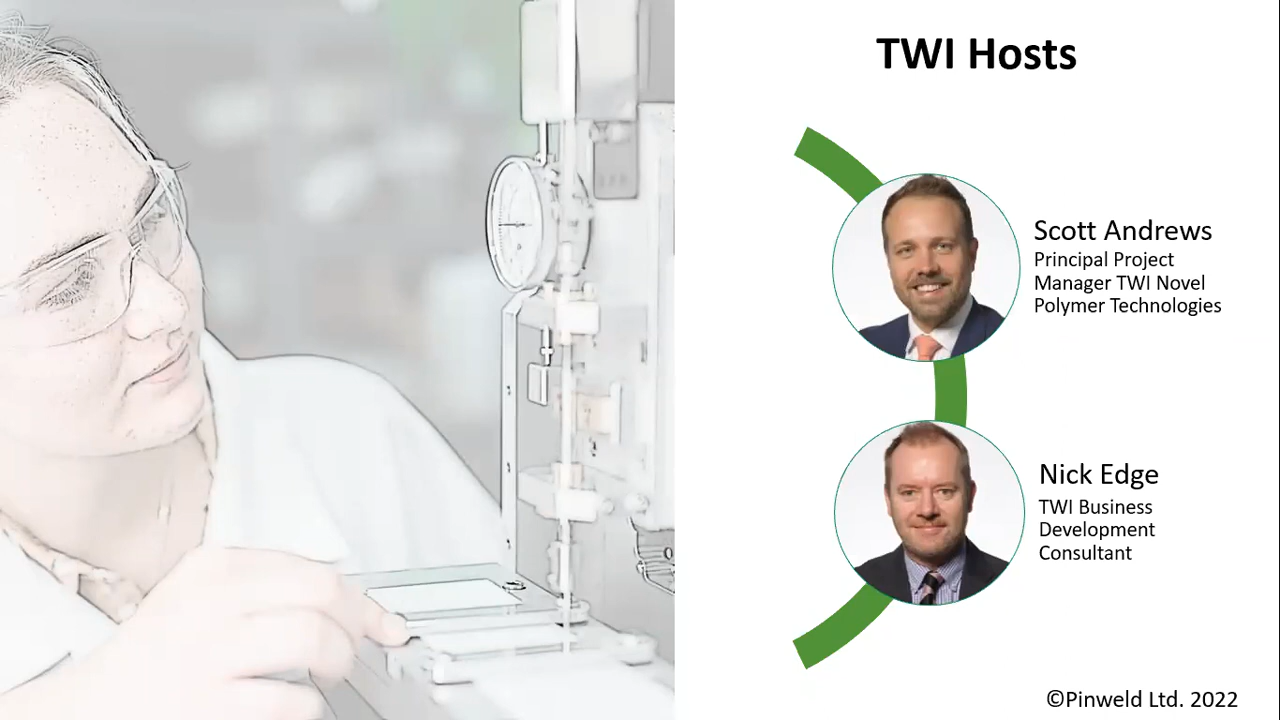 TWI Hosts
Scott Andrews
Principal Project
Manager TWI Novel
Polymer Technologies
Nick Edge
TWI Business
Development
Consultant
©Pinweld Ltd. 2022